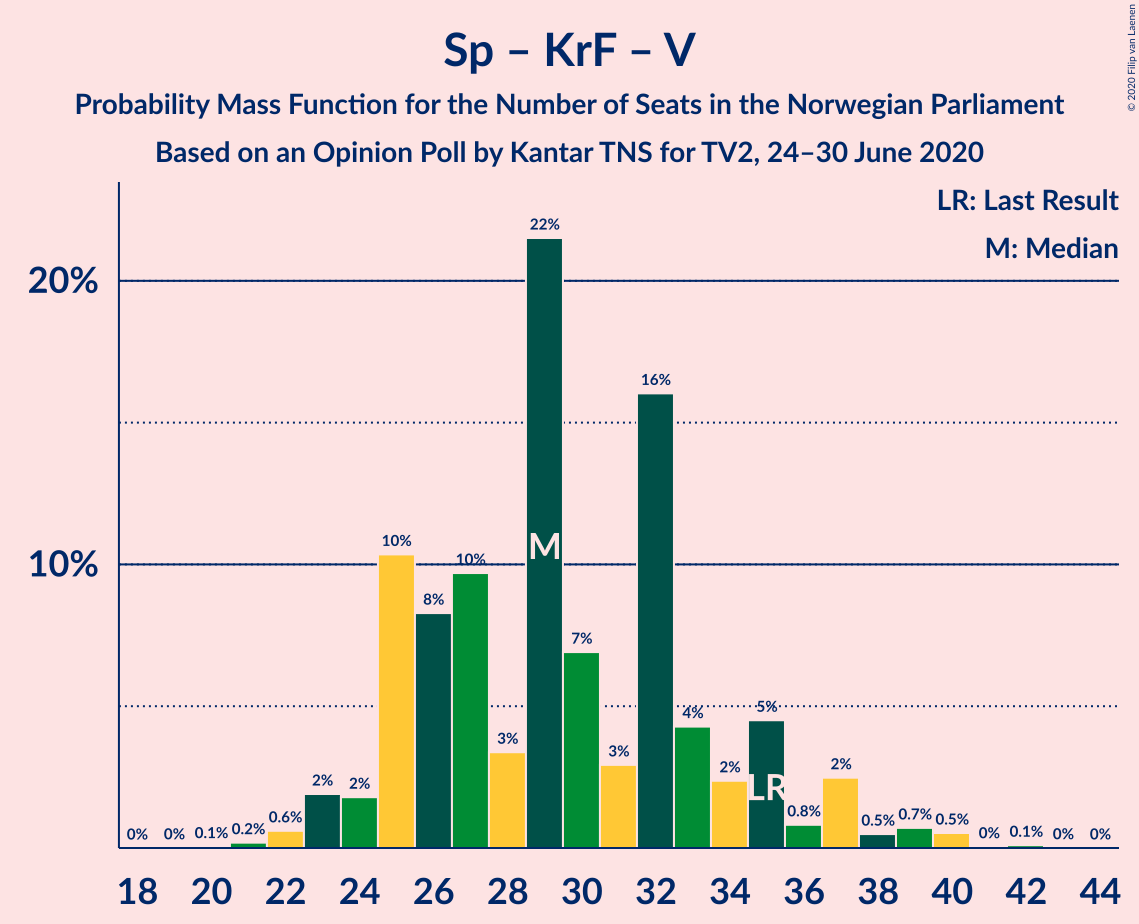 Sp – KrF – V
Probability Mass Function for the Number of Seats in the Norwegian Parliament
Based on an Opinion Poll by Kantar TNS for TV2, 24–30 June 2020
© 2020 Filip van Laenen
LR: Last Result
M: Median
20%
10%
0% 0% 0.1% 0.2% 0.6% 2% 2% 10% 8% 10% 3% 22% 7% 3% 16% 4% 2% 5% 0.8% 2% 0.5% 0.7% 0.5% 0% 0.1% 0% 0%
M
LR
18 20 22 24 26 28 30 32 34 36 38 40 42 44